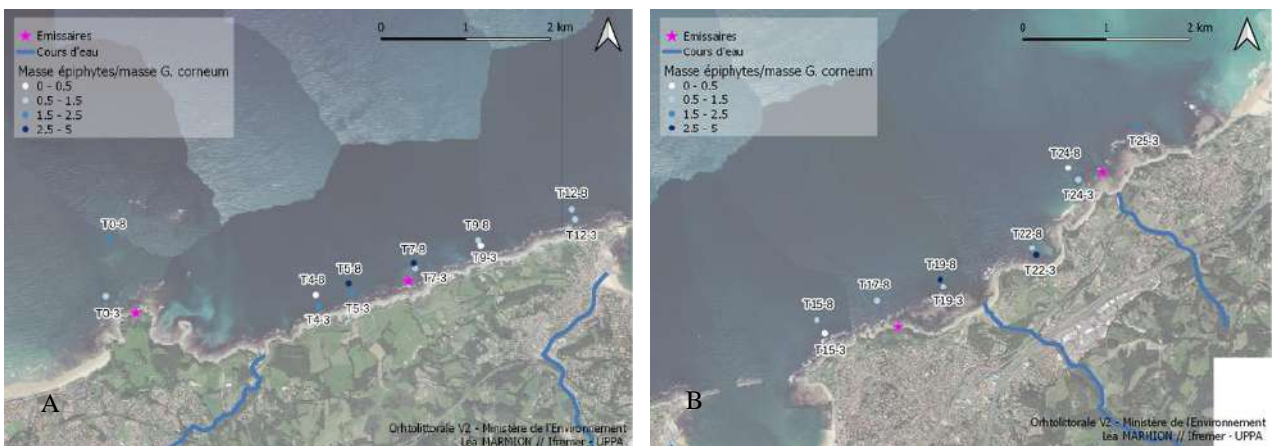 Emissaires
Cours d'eau
Masse épiphytes/masse G. corneum
0 - 0.5
0.5 - 1.5
1.5 - 2.5
2.5 - 5
0 1 2 km
T0-8
T0-3
T4-8
T4-3
T5-8
T5-3
T7-8
T7-3
T9-8
T9-3
T12-8
T12-3
A
Orhtolittorale V2 - Ministère de l'Environnement
Léa MARMION // Ifremer - UPPA
Emissaires
Cours d'eau
Masse épiphytes/masse G. corneum
0 - 0.5
0.5 - 1.5
1.5 - 2.5
2.5 - 5
0 1 2 km
T25-3
T24-8
T24-3
T22-8
T22-3
T19-8
T19-3
T17-8
T15-8
T15-3
B
Orhtolittorale V2 - Ministère de l'Environnement
Léa MARMION // Ifremer - UPPA